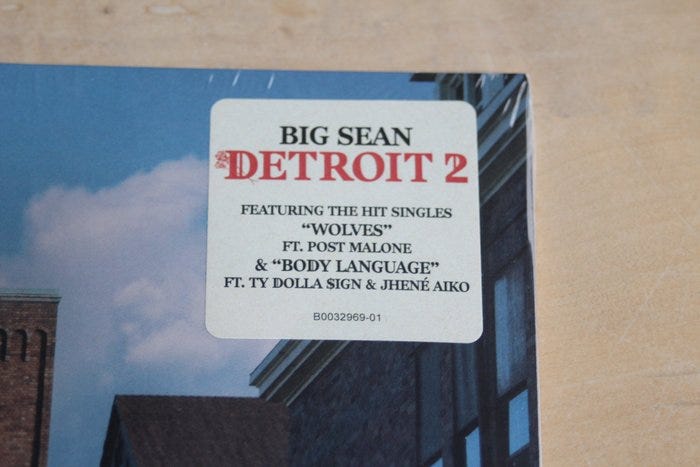 BIG SEAN
DETROIT 2
FEATURING THE HIT SINGLES
“WOLVES”
FT. POST MALONE
& “BODY LANGUAGE”
FT. TY DOLLA $IGN & JHENÉ AIKO
B0032969-01